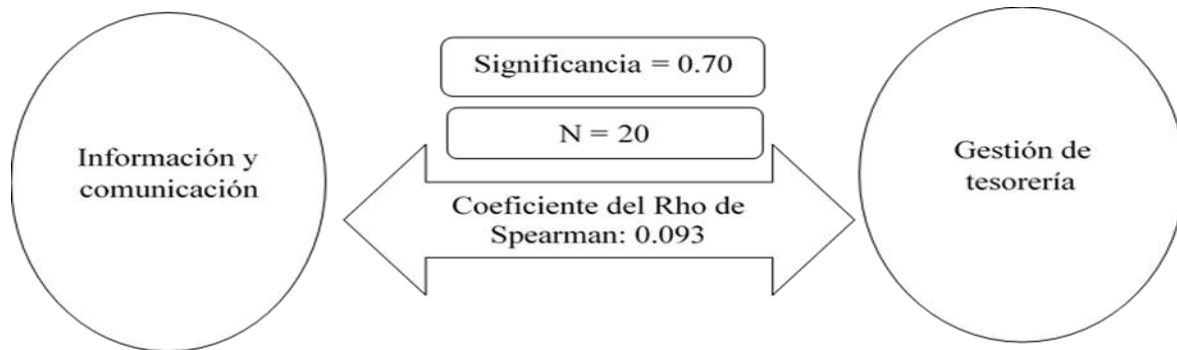 Información y
comunicación
Significancia = 0.70
N = 20
Coeficiente del Rho de
Spearman: 0.093
Gestión de
tesorería